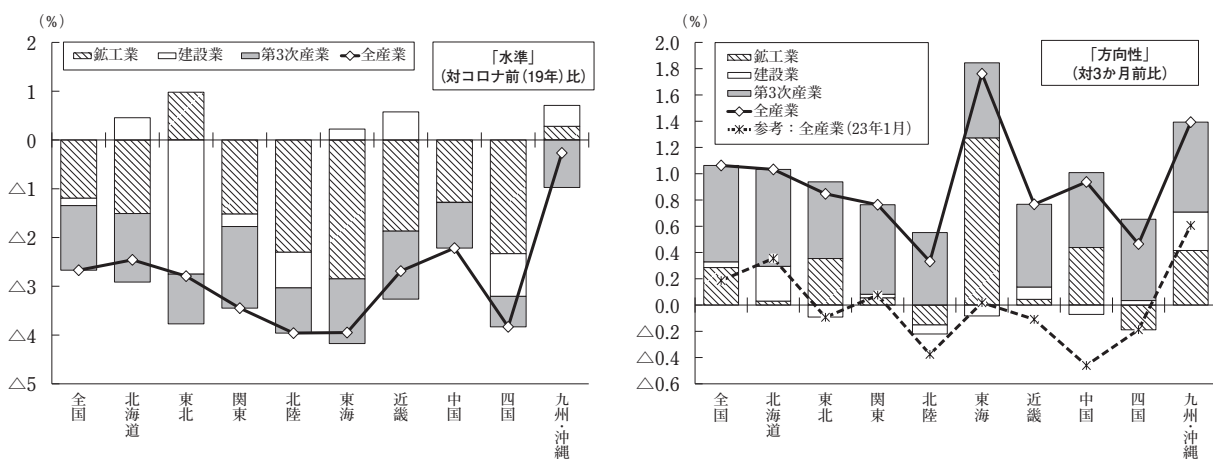 (%)
2
1
0
△1
△2
△3
△4
△5
鉱工業 建設業 第3次産業 全産業
「水準」
(対コロナ前(19年)比)
全国 北海道 東北 関東 北陸 東海 近畿 中国 四国 九州・沖縄
(%)
2.0
1.8
1.6
1.4
1.2
1.0
0.8
0.6
0.4
0.2
0.0
△0.2
△0.4
△0.6
鉱工業
建設業
第3次産業
全産業
参考：全産業(23年1月)
「方向性」
(対3か月前比)
全国 北海道 東北 関東 北陸 東海 近畿 中国 四国 九州・沖縄